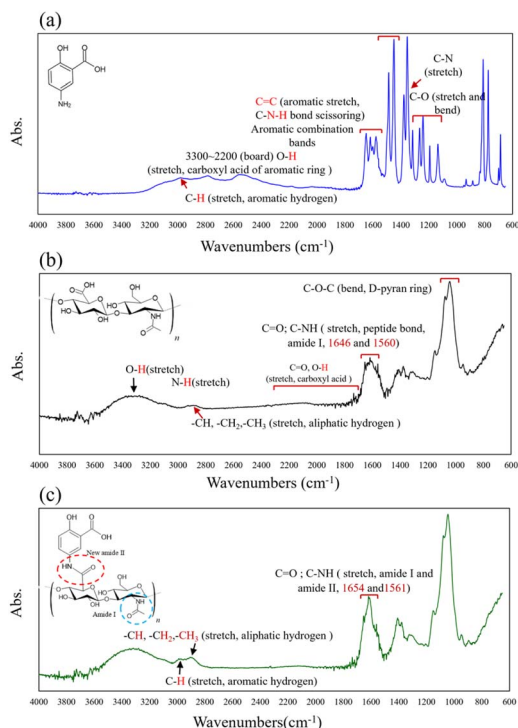 (a)
OH
O
OH
NH₂
Abs.
C=C (aromatic stretch,
C-N-H bond scissoring)
Aromatic combination
bands
3300~2200 (board) O-H
(stretch, carboxyl acid of aromatic ring )
C-H (stretch, aromatic hydrogen)
C-N
(stretch)
C-O (stretch and
bend)
4000 3800 3600 3400 3200 3000 2800 2600 2400 2200 2000 1800 1600 1400 1200 1000 800 600
Wavenumbers (cm-1)
(b)
Abs.
n
O-H(stretch)
N-H(stretch)
-CH, -CH2,-CH3 (stretch, aliphatic hydrogen )
C=O, O-H
(stretch, carboxyl acid )
C=O; C-NH ( stretch, peptide bond,
amide I, 1646 and 1560)
C-O-C (bend, D-pyran ring)
4000 3800 3600 3400 3200 3000 2800 2600 2400 2200 2000 1800 1600 1400 1200 1000 800 600
Wavenumbers (cm-1)
(c)
Abs.
OH
O
OH
HN
New amide II
Amide I
n
-CH, -CH2,-CH3 (stretch, aliphatic hydrogen )
C-H (stretch, aromatic hydrogen)
C=O ; C-NH ( stretch, amide I and
amide II, 1654 and1561)
4000 3800 3600 3400 3200 3000 2800 2600 2400 2200 2000 1800 1600 1400 1200 1000 800 600
Wavenumbers(cm-1)